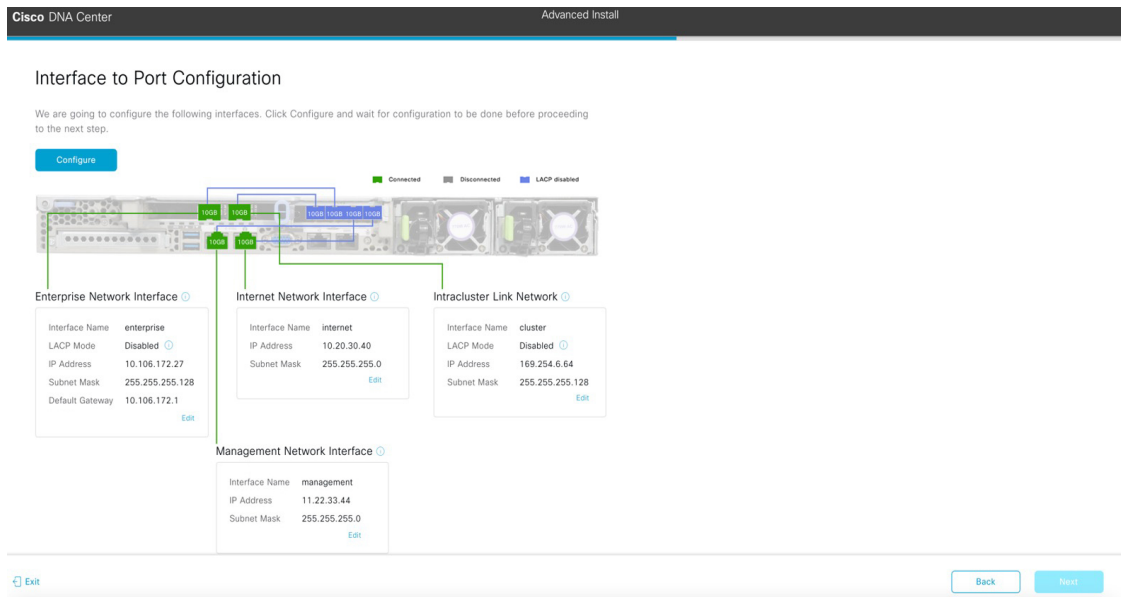 Cisco DNA Center
Advanced Install
Interface to Port Configuration
We are going to configure the following interfaces. Click Configure and wait for configuration to be done before proceeding
to the next step.
Configure
Connected
Disconnected
LACP disabled
10GB 10GB 10GB 10GB 10GB 10GB
10GB 10GB
Enterprise Network Interface
Interface Name enterprise
LACP Mode Disabled
IP Address 10.106.172.27
Subnet Mask 255.255.255.128
Default Gateway 10.106.172.1
Edit
Internet Network Interface
Interface Name internet
IP Address 10.20.30.40
Subnet Mask 255.255.255.0
Edit
Intracluster Link Network
Interface Name cluster
LACP Mode Disabled
IP Address 169.254.6.64
Subnet Mask 255.255.255.128
Edit
Management Network Interface
Interface Name management
IP Address 11.22.33.44
Subnet Mask 255.255.255.0
Edit
Exit
Back
Next